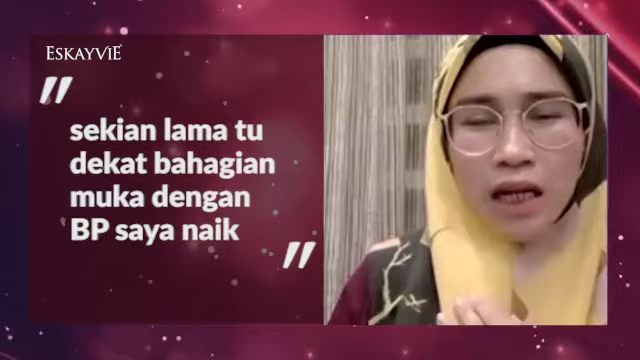 ESKAYVIE
"
sekian lama tu
dekat bahagian
muka dengan
BP saya naik
"